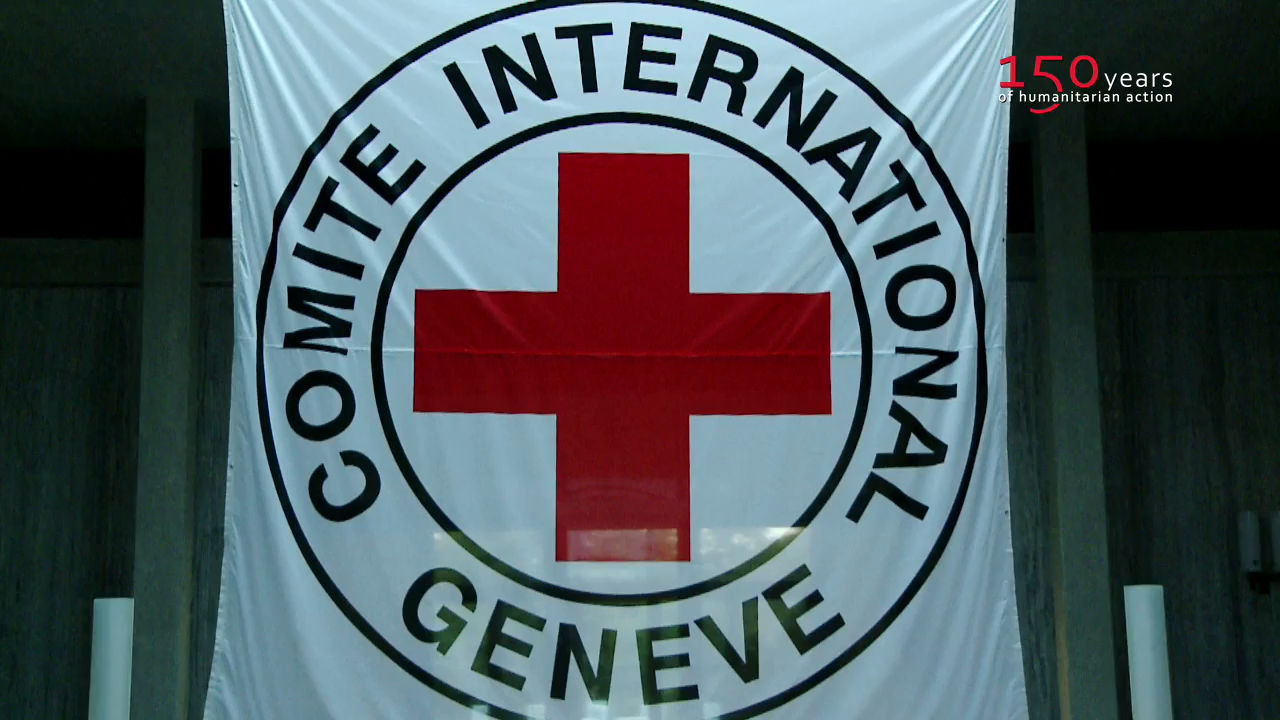 COMITE INTERNATIONAL
GENEVE
150 years
of humanitarian action